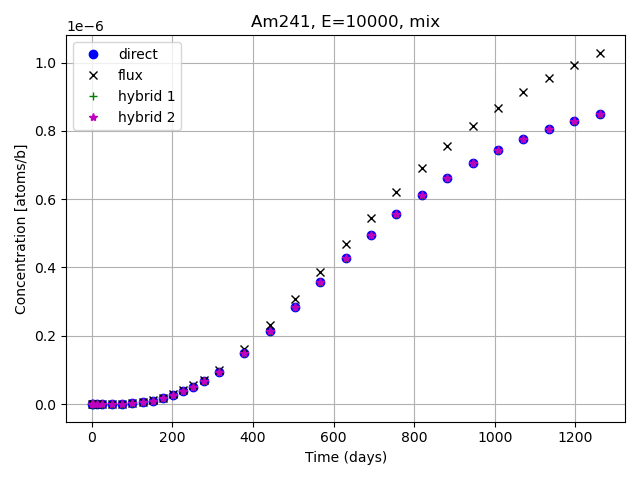 Am241, E=10000, mix
1e−6
direct
flux
hybrid 1
hybrid 2
Concentration [atoms/b]
1.0
0.8
0.6
0.4
0.2
0.0
0 200 400 600 800 1000 1200
Time (days)